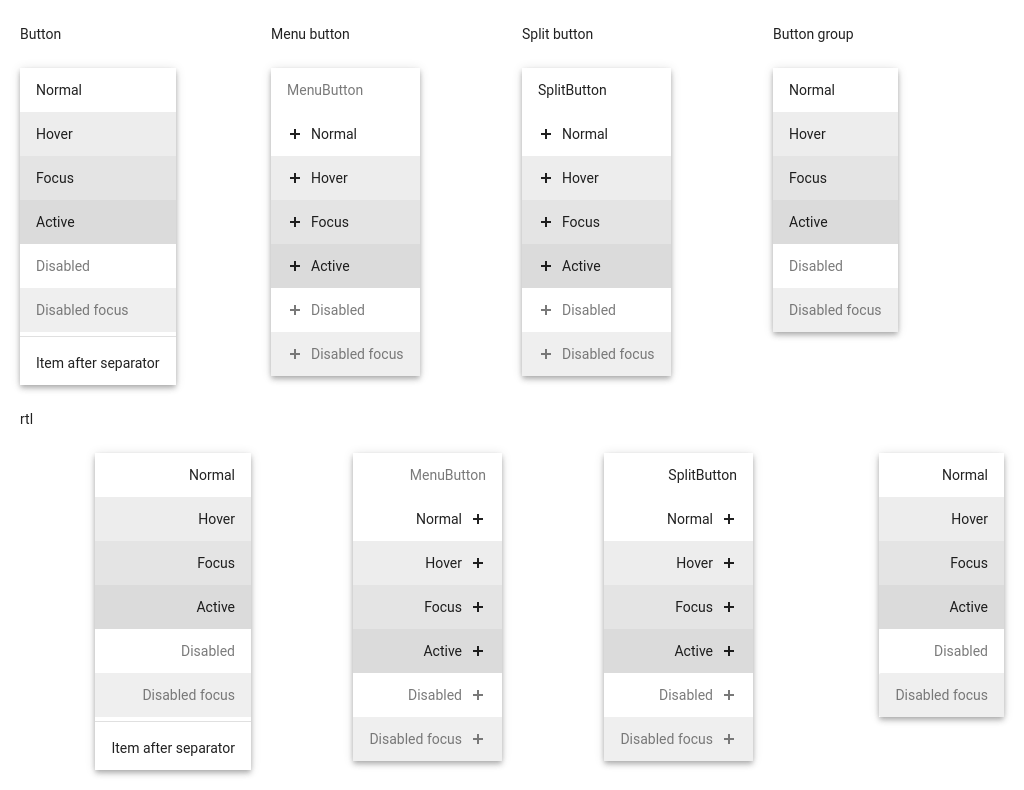 Button
Normal
Hover
Focus
Active
Disabled
Disabled focus
Item after separator
Menu button
MenuButton
Normal
Hover
Focus
Active
Disabled
Disabled focus
Split button
SplitButton
Normal
Hover
Focus
Active
Disabled
Disabled focus
Button group
Normal
Hover
Focus
Active
Disabled
Disabled focus
rtl
Normal
Hover
Focus
Active
Disabled
Disabled focus
Item after separator
MenuButton
Normal
Hover
Focus
Active
Disabled
Disabled focus
SplitButton
Normal
Hover
Focus
Active
Disabled
Disabled focus
Normal
Hover
Focus
Active
Disabled
Disabled focus